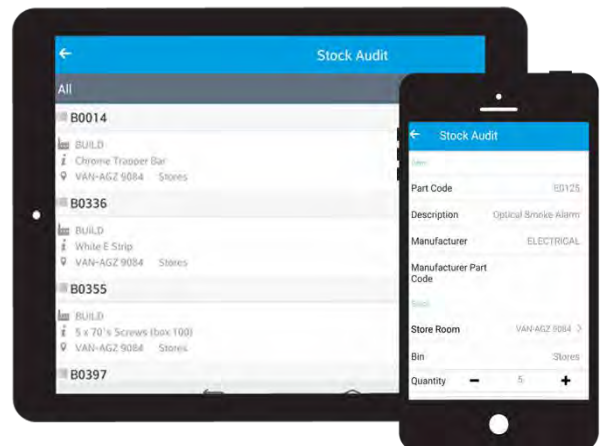 Stock Audit
All
B0014
BUILD
i Chrome Trapper Bar
VAN-AGZ 9084 Stores
B0336
BUILD
i White E Strip
VAN-AGZ 9084 Stores
B0355
BUILD
i 5 x 70's Screws (box 100)
VAN-AGZ 9084 Stores
B0397
Stock Audit
Part Code E0125
Description Optical Smoke Alarm
Manufacturer ELECTRICAL
Manufacturer Part
Code
Store Room VAN-AGZ 9084 >
Bin Stores
Quantity − 5 +